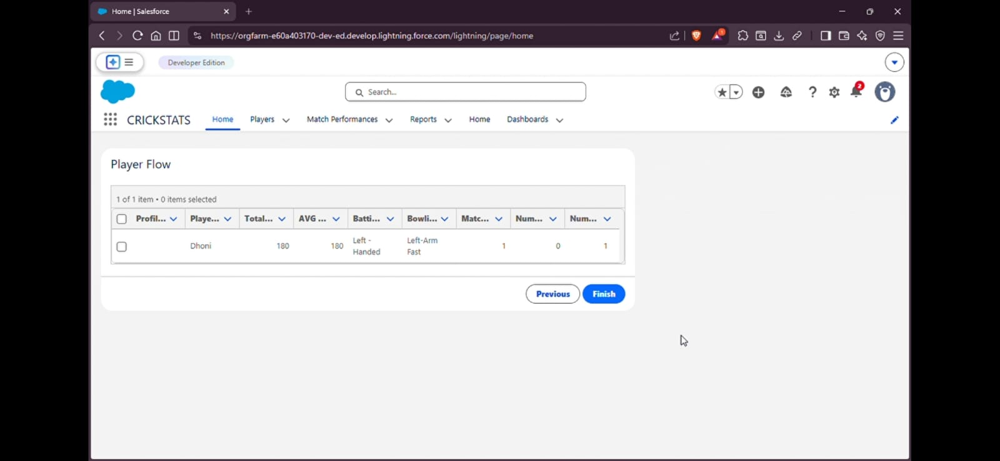 Home | Salesforce
https://orgfarm-e60a403170-dev-ed.develop.lightning.force.com/lightning/page/home
Developer Edition
Search...
2
CRICKSTATS Home Players Match Performances Reports Home Dashboards
Player Flow
1 of 1 item • 0 items selected
Profil... Playe... Total... AVG ... Batti... Bowli... Matc... Num... Num...
Dhoni 180 180 Left - Handed Left-Arm Fast 1 0 1
Previous Finish